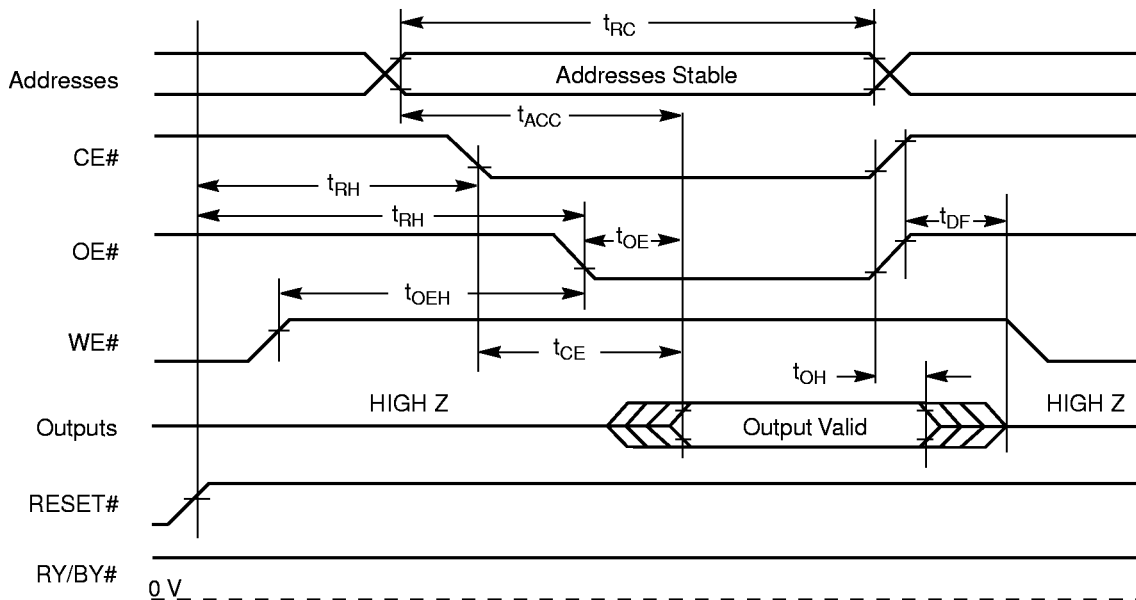 tRC
Addresses
Addresses Stable
tACC
CE#
tRH
tRH
tDF
OE#
tOE
tOEH
WE#
tCE
tOH
HIGH Z
HIGH Z
Outputs
Output Valid
RESET#
RY/BY#
0 V